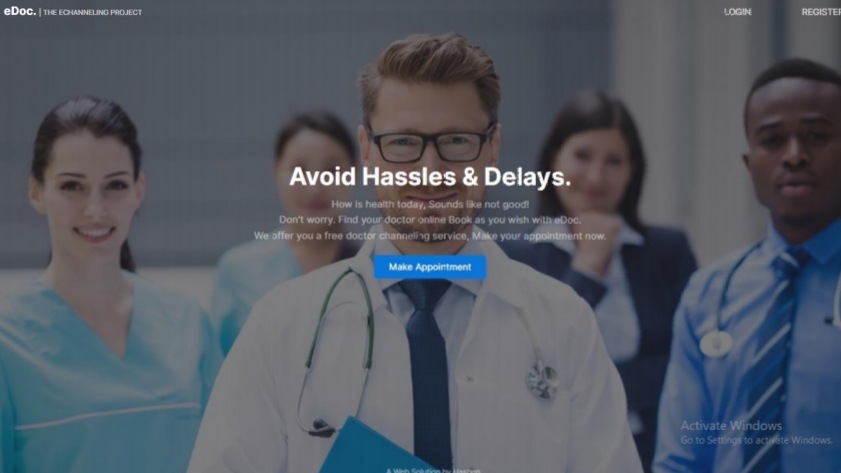 eDoc. | THE ECHANNELING PROJECT
LOGIN
REGISTER
Avoid Hassles & Delays.
How is health today, Sounds like not good!
Don't worry. Find your doctor online Book as you wish with eDoc.
We offer you a free doctor channeling service, Make your appointment now.
Make Appointment
Activate Windows
Go to Settings to activate Windows.
A Web Solution by